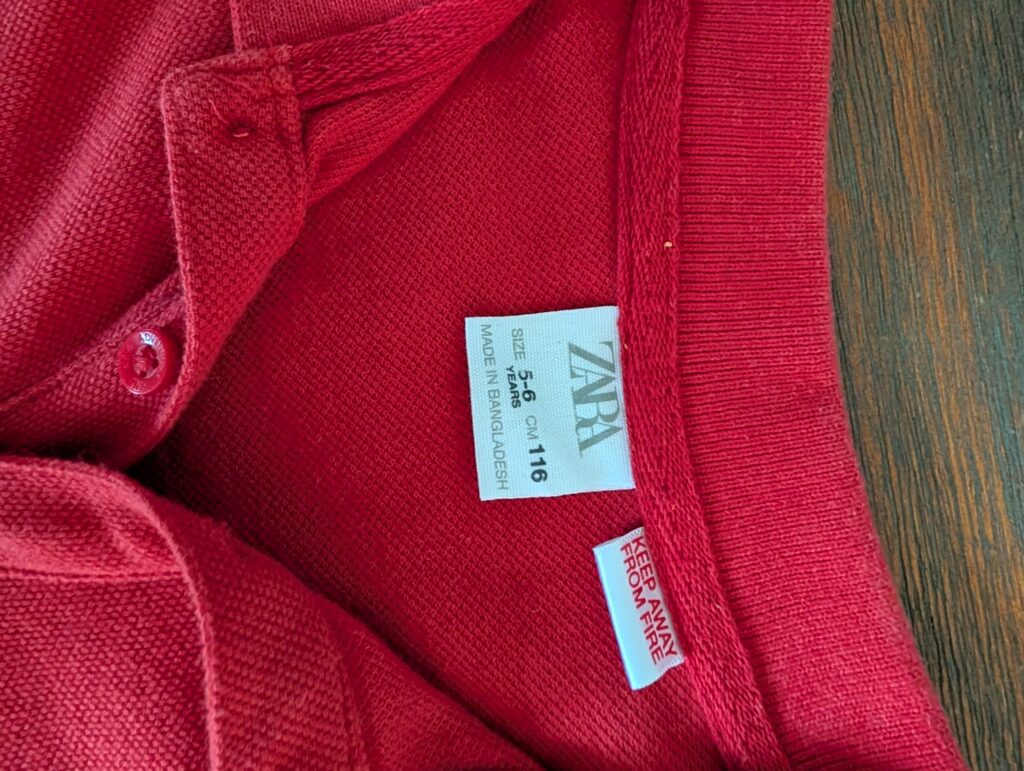 ZARA
SIZE 5-6 CM 116
YEARS
MADE IN BANGLADESH
KEEP AWAY
FROM FIRE